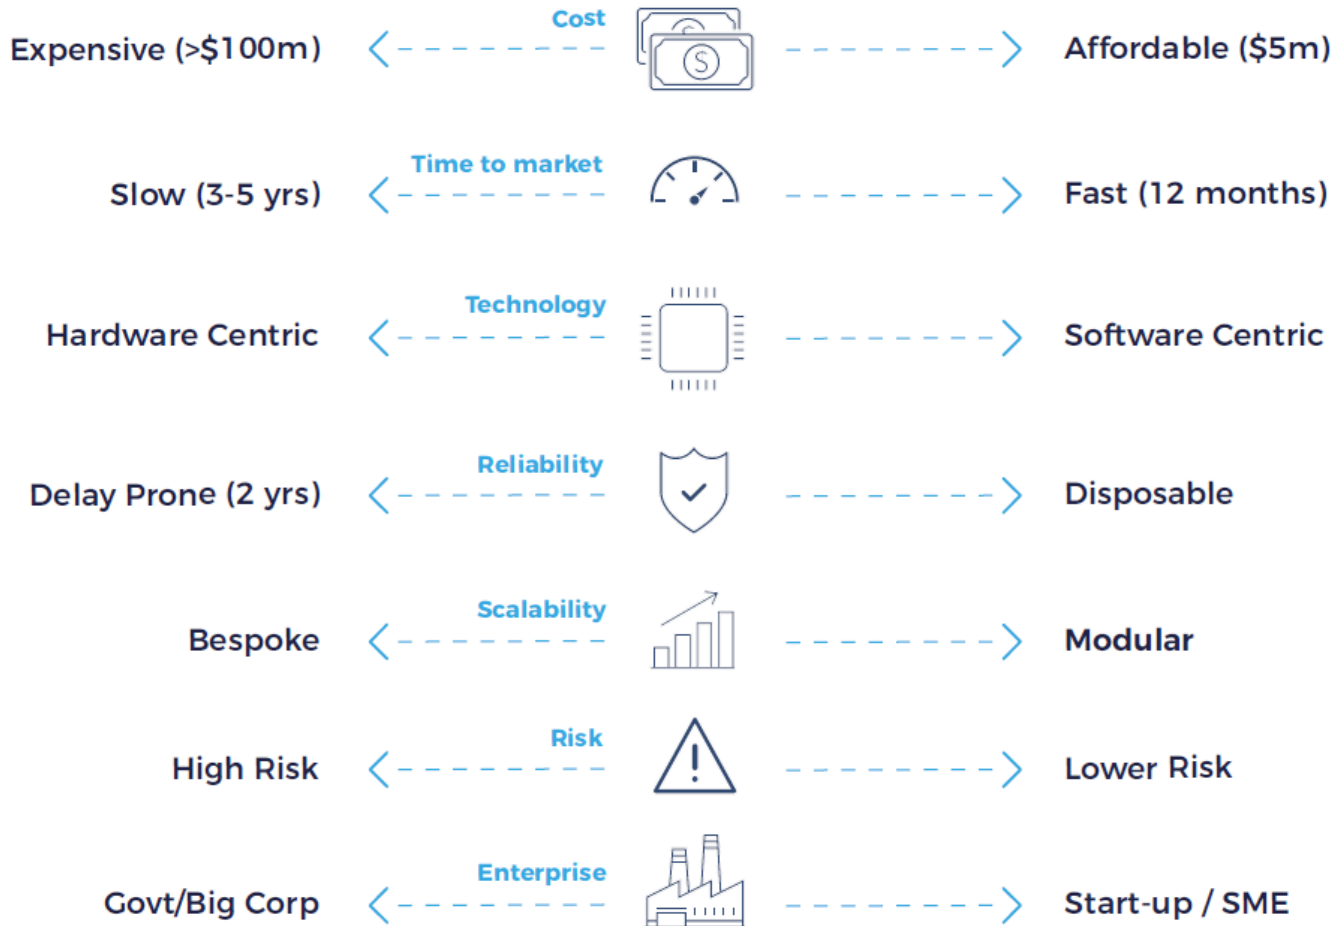 Cost
Expensive (>$100m) Affordable ($5m)
Time to market
Slow (3-5 yrs) Fast (12 months)
Technology
Hardware Centric Software Centric
Reliability
Delay Prone (2 yrs) Disposable
Scalability
Bespoke Modular
Risk
High Risk Lower Risk
Enterprise
Govt/Big Corp Start-up / SME